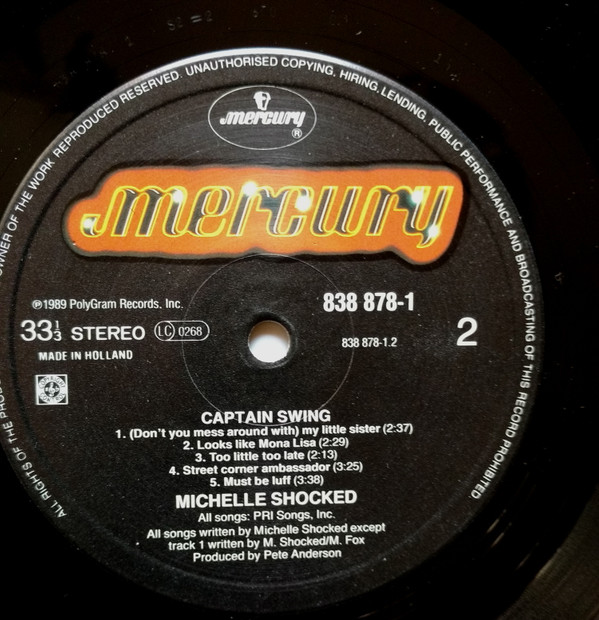 ALL RIGHTS OF THE OWNER OF THE WORK REPRODUCED RESERVED. UNAUTHORISED COPYING. HIRING. LENDING. PUBLIC PERFORMANCE AND BROADCASTING OF THIS RECORD PROHIBITED
mercury
®
mercury
℗1989 PolyGram Records, Inc.
838 878-1
33⅓ STEREO LC 0268
838 878-1.2
2
MADE IN HOLLAND
CAPTAIN SWING
1. (Don't you mess around with) my little sister (2:37)
2. Looks like Mona Lisa (2:29)
3. Too little too late (2:13)
4. Street corner ambassador (3:25)
5. Must be luff (3:38)
MICHELLE SHOCKED
All songs: PRI Songs, Inc.
All songs written by Michelle Shocked except
track 1 written by M. Shocked/M. Fox
Produced by Pete Anderson